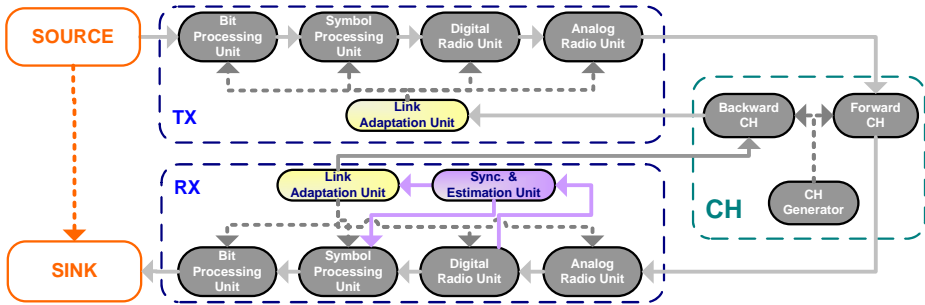 SOURCE
Bit
Processing
Unit
Symbol
Processing
Unit
Digital
Radio Unit
Analog
Radio Unit
Link
Adaptation Unit
TX
Backward
CH
Forward
CH
CH
Generator
CH
RX
Link
Adaptation Unit
Sync. &
Estimation Unit
SINK
Bit
Processing
Unit
Symbol
Processing
Unit
Digital
Radio Unit
Analog
Radio Unit